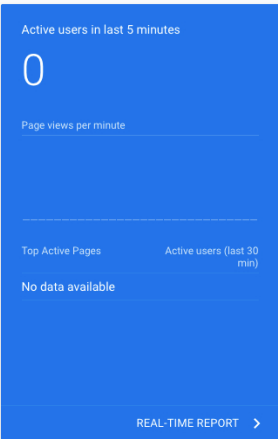 Active users in last 5 minutes
0
Page views per minute
Top Active Pages
Active users (last 30
min)
No data available
REAL-TIME REPORT